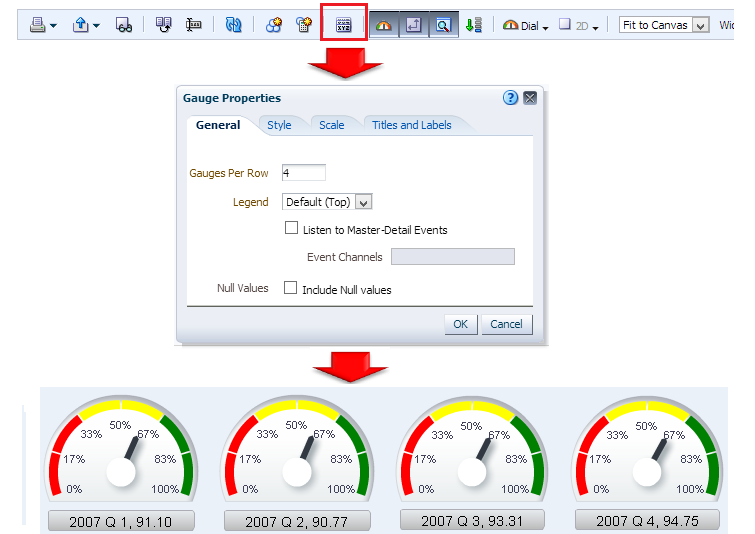 Dial 2D Fit to Canvas Wi
Gauge Properties
General Style Scale Titles and Labels
Gauges Per Row 4
Legend Default (Top)
Listen to Master-Detail Events
Event Channels
Null Values Include Null values
OK Cancel
0% 17% 33% 50% 67% 83% 100%
0% 17% 33% 50% 67% 83% 100%
0% 17% 33% 50% 67% 83% 100%
0% 17% 33% 50% 67% 83% 100%
2007 Q 1, 91.10
2007 Q 2, 90.77
2007 Q 3, 93.31
2007 Q 4, 94.75